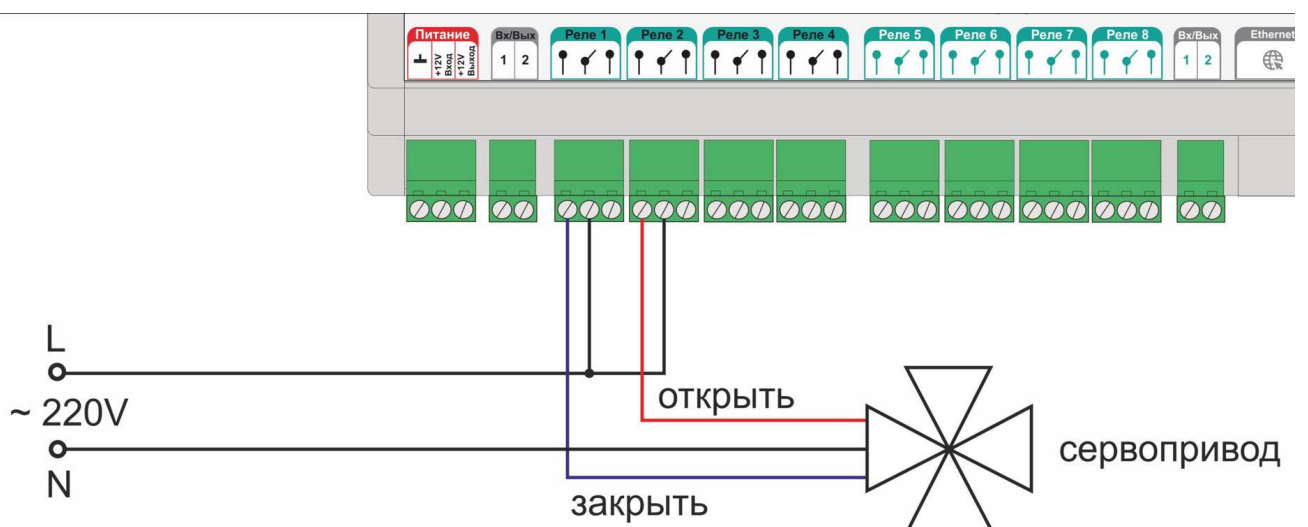 Питание Вх/Вых Реле 1 Реле 2 Реле 3 Реле 4 Реле 5 Реле 6 Реле 7 Реле 8 Вх/Вых Ethernet
+12V Вход
+12V Выход
1 2
1 2
L
~ 220V
N
открыть
сервопривод
закрыть